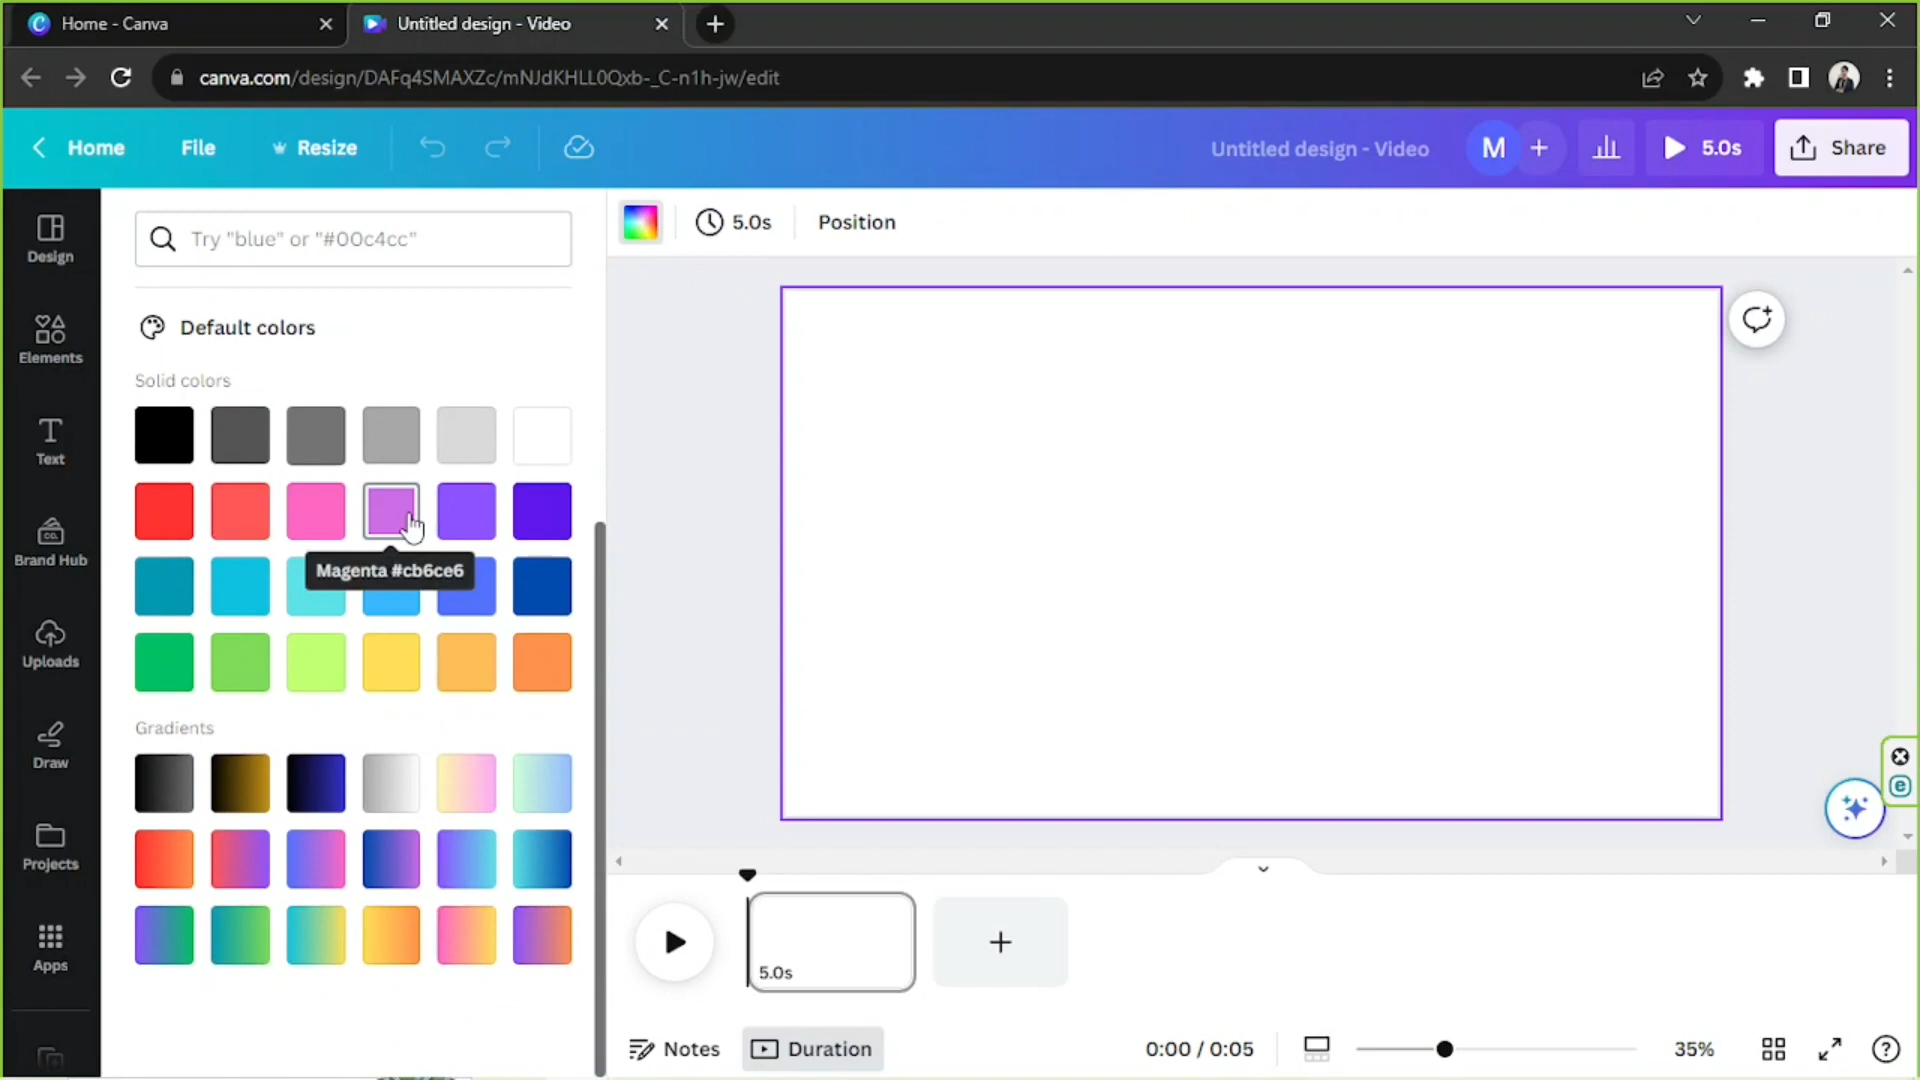 Home - Canva
Untitled design - Video
canva.com/design/DAFq4SMAXZc/mNJdKHLL0Qxb-_C-n1h-jw/edit
Home
File
Resize
Untitled design - Video
M
5.0s
Share
Design
Elements
Text
Brand Hub
Uploads
Draw
Projects
Apps
Try "blue" or "#00c4cc"
Default colors
Solid colors
Magenta #cb6ce6
Gradients
5.0s
Position
5.0s
Notes
Duration
0:00 / 0:05
35%